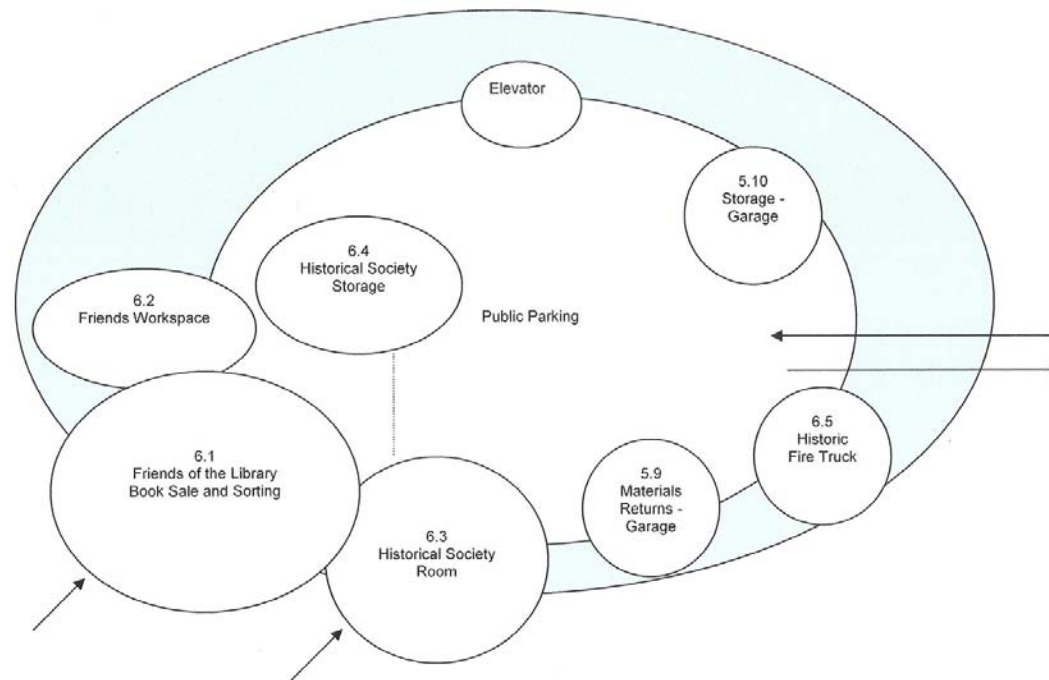 Elevator
5.10
Storage -
Garage
6.4
Historical Society
Storage
6.2
Friends Workspace
Public Parking
6.5
Historic
Fire Truck
6.1
Friends of the Library
Book Sale and Sorting
5.9
Materials
Returns -
Garage
6.3
Historical Society
Room